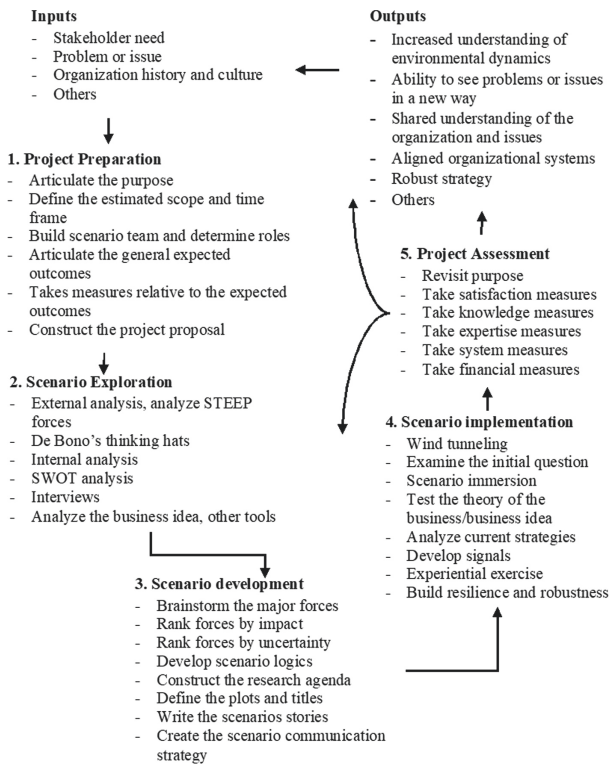 Inputs
- Stakeholder need
- Problem or issue
- Organization history and culture
- Others
1. Project Preparation
- Articulate the purpose
- Define the estimated scope and time
frame
- Build scenario team and determine roles
- Articulate the general expected
outcomes
- Takes measures relative to the expected
outcomes
- Construct the project proposal
2. Scenario Exploration
- External analysis, analyze STEEP
forces
- De Bono's thinking hats
- Internal analysis
- SWOT analysis
- Interviews
- Analyze the business idea, other tools
3. Scenario development
- Brainstorm the major forces
- Rank forces by impact
- Rank forces by uncertainty
- Develop scenario logics
- Construct the research agenda
- Define the plots and titles
- Write the scenarios stories
- Create the scenario communication
strategy
4. Scenario implementation
- Wind tunneling
- Examine the initial question
- Scenario immersion
- Test the theory of the
business/business idea
- Analyze current strategies
- Develop signals
- Experiential exercise
- Build resilience and robustness
5. Project Assessment
- Revisit purpose
- Take satisfaction measures
- Take knowledge measures
- Take expertise measures
- Take system measures
- Take financial measures
Outputs
- Increased understanding of
environmental dynamics
- Ability to see problems or issues
in a new way
- Shared understanding of the
organization and issues
- Aligned organizational systems
- Robust strategy
- Others